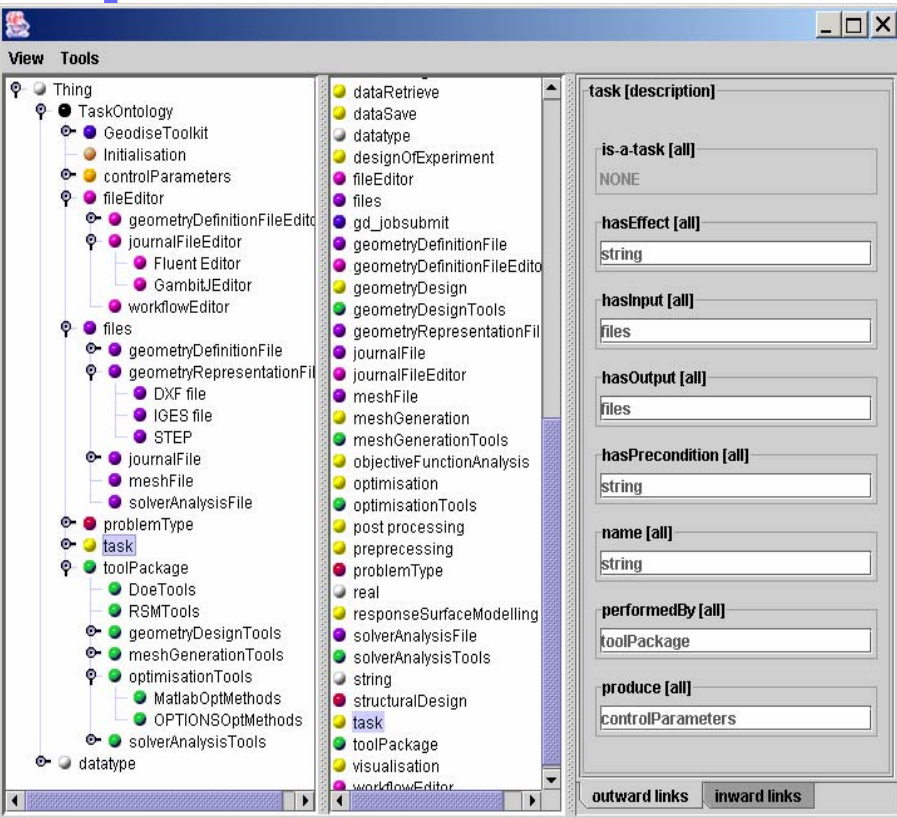 View Tools
Thing
TaskOntology
GeodiseToolkit
Initialisation
controlParameters
fileEditor
geometryDefinitionFileEdito
journalFileEditor
Fluent Editor
GambitJEditor
workflowEditor
files
geometryDefinitionFile
geometryRepresentationFil
DXF file
IGES file
STEP
journalFile
meshFile
solverAnalysisFile
problemType
task
toolPackage
DoeTools
RSMTools
geometryDesignTools
meshGenerationTools
optimisationTools
MatlabOptMethods
OPTIONSOptMethods
solverAnalysisTools
datatype
dataRetrieve
dataSave
datatype
designOfExperiment
fileEditor
files
gd_jobsubmit
geometryDefinitionFile
geometryDefinitionFileEdito
geometryDesign
geometryDesignTools
geometryRepresentationFil
journalFile
journalFileEditor
meshFile
meshGeneration
meshGenerationTools
objectiveFunctionAnalysis
optimisation
optimisationTools
post processing
preprecessing
problemType
real
responseSurfaceModelling
solverAnalysisFile
solverAnalysisTools
string
structuralDesign
task
toolPackage
visualisation
workflowEditor
task [description]
is-a-task [all]
NONE
hasEffect [all]
string
hasInput [all]
files
hasOutput [all]
files
hasPrecondition [all]
string
name [all]
string
performedBy [all]
toolPackage
produce [all]
controlParameters
outward links inward links